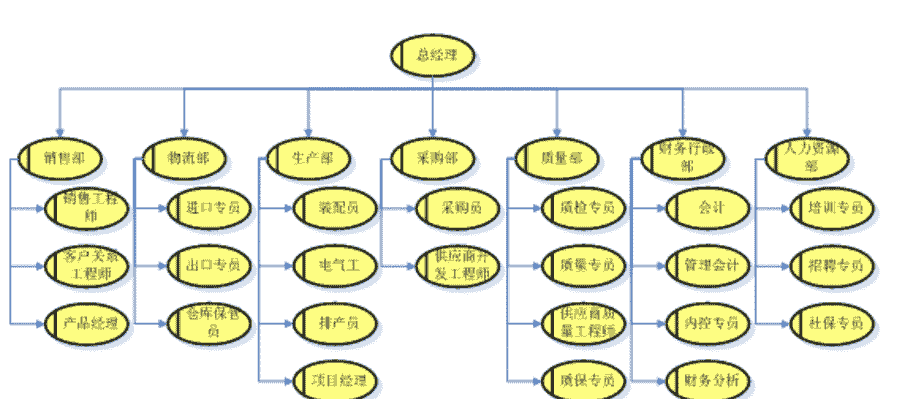 总经理
销售部
物流部
生产部
采购部
质量部
财务行政
部
人力资源
部
销售工程
师
进口专员
装配员
采购员
质检专员
会计
培训专员
客户关系
工程师
出口专员
电气工
供应商开
发工程师
质量专员
管理会计
招聘专员
产品经理
仓库保管
员
排产员
供应商质
量工程师
内控专员
社保专员
项目经理
质保专员
财务分析